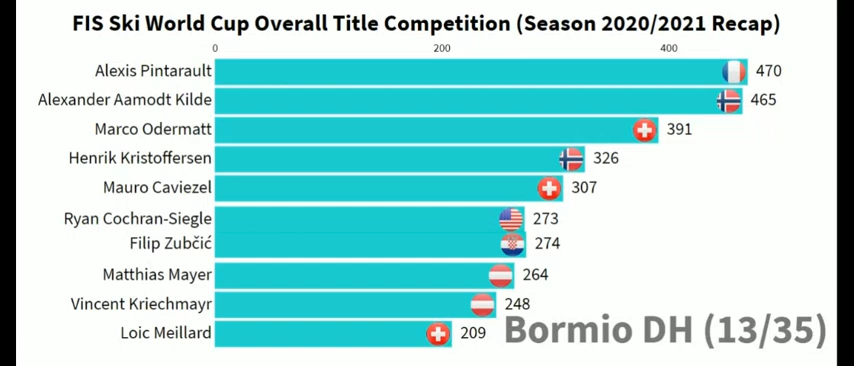 FIS Ski World Cup Overall Title Competition (Season 2020/2021 Recap)
0 200 400
Alexis Pintarault 470
Alexander Aamodt Kilde 465
Marco Odermatt 391
Henrik Kristoffersen 326
Mauro Caviezel 307
Ryan Cochran-Siegle 273
Filip Zubčić 274
Matthias Mayer 264
Vincent Kriechmayr 248
Loic Meillard 209
Bormio DH (13/35)